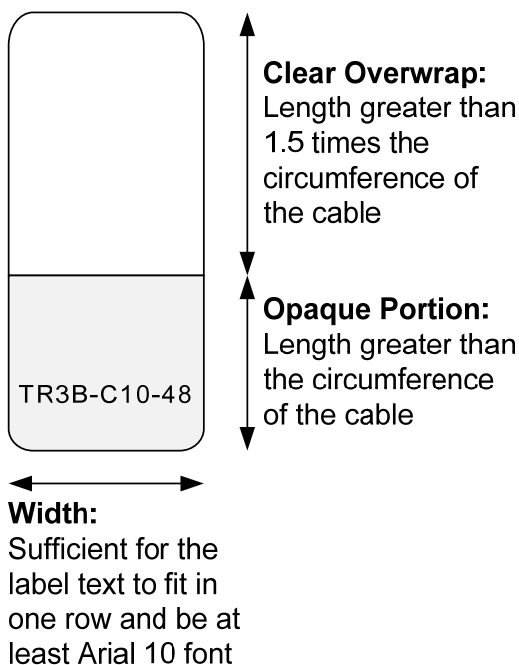 Clear Overwrap:
Length greater than
1.5 times the
circumference of
the cable
Opaque Portion:
Length greater than
the circumference
of the cable
TR3B-C10-48
Width:
Sufficient for the
label text to fit in
one row and be at
least Arial 10 font